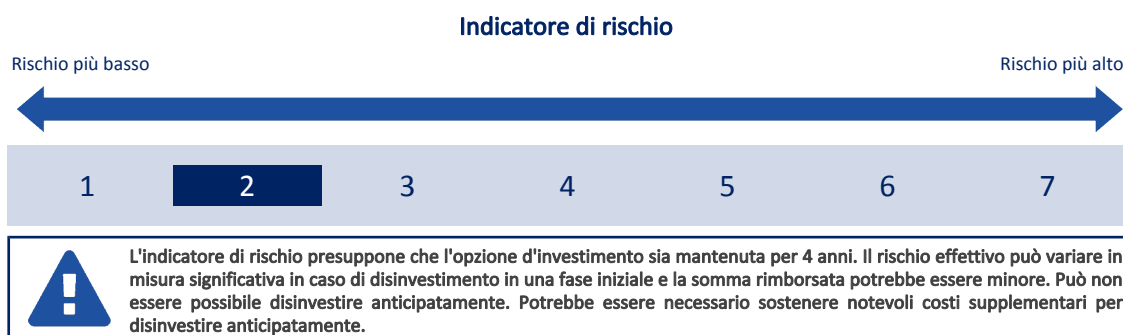 Indicatore di rischio
Rischio più basso
Rischio più alto
1 2 3 4 5 6 7
L'indicatore di rischio presuppone che l'opzione d'investimento sia mantenuta per 4 anni. Il rischio effettivo può variare in
misura significativa in caso di disinvestimento in una fase iniziale e la somma rimborsata potrebbe essere minore. Può non
essere possibile disinvestire anticipatamente. Potrebbe essere necessario sostenere notevoli costi supplementari per
disinvestire anticipatamente.